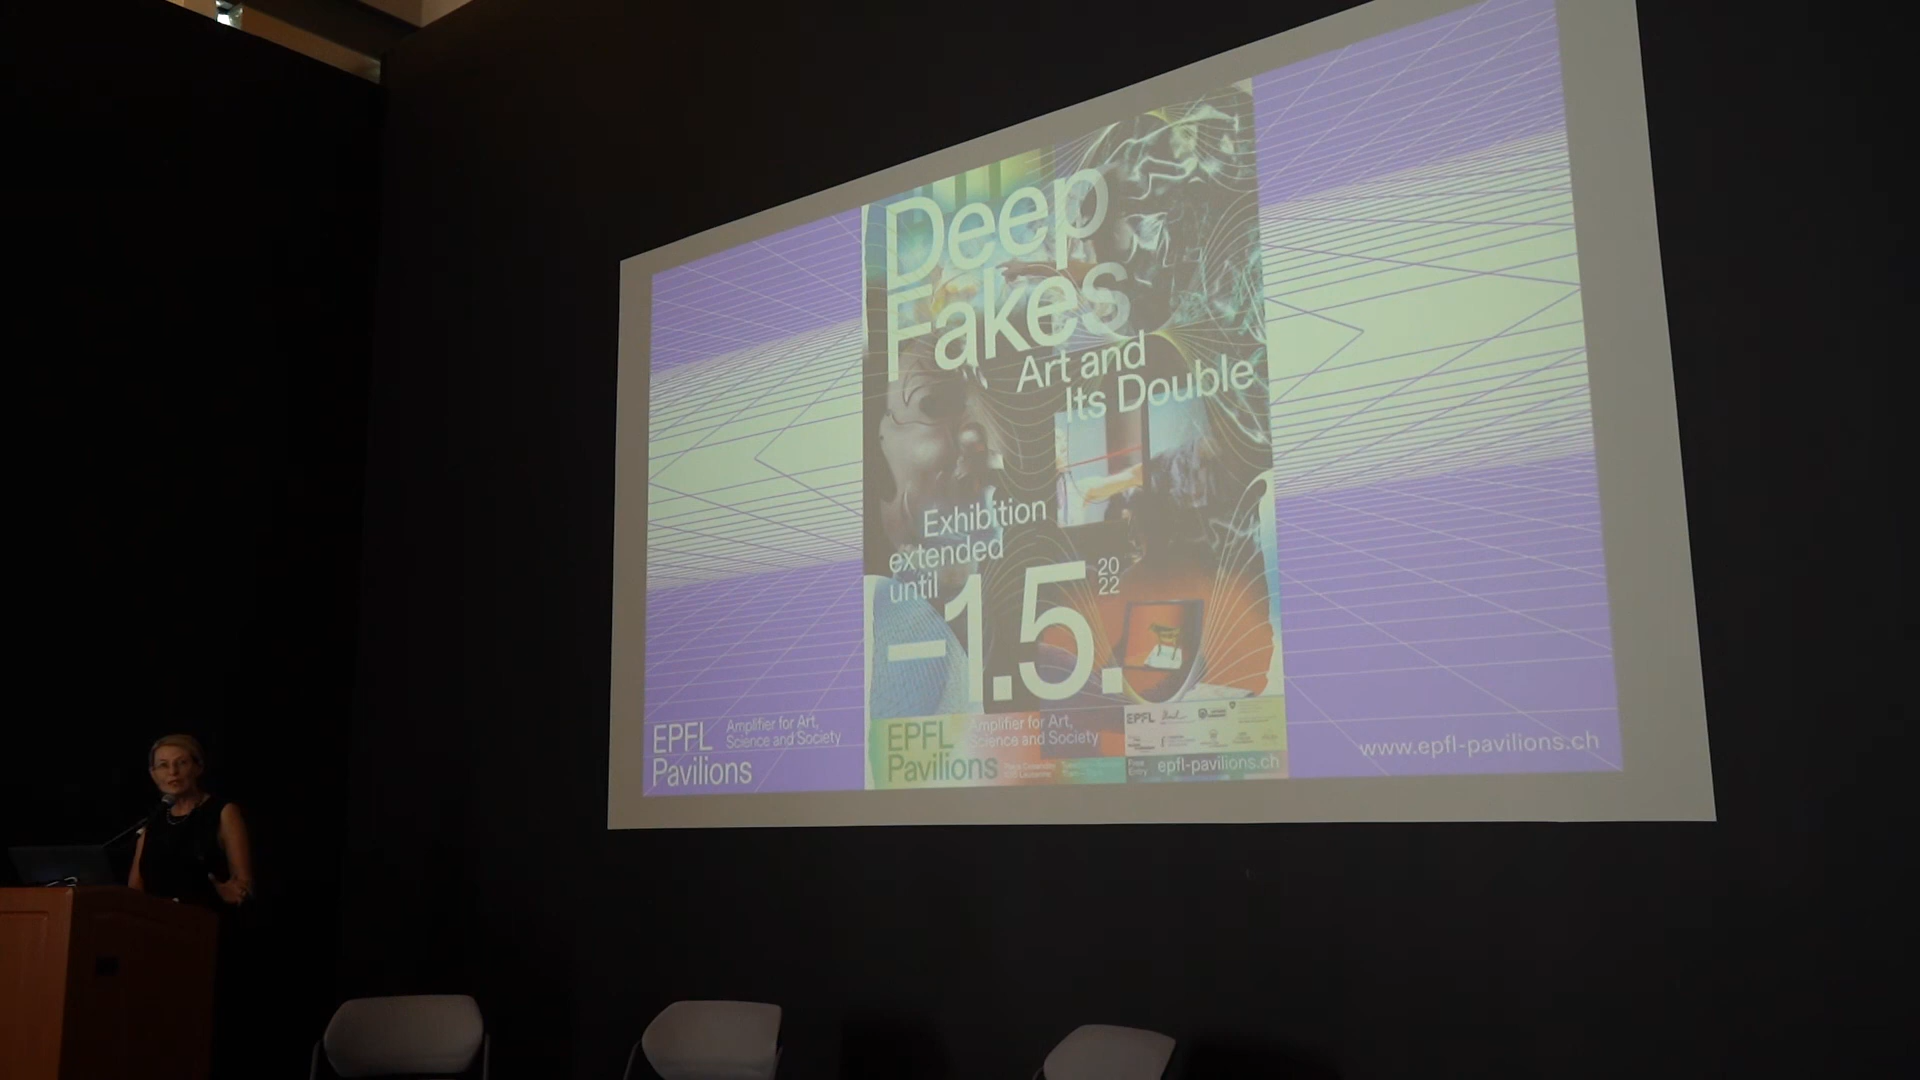 Deep
Fakes
Art and
Its Double
Exhibition
extended
until
–1.5.
20
22
EPFL
Pavilions
Amplifier for Art,
Science and Society
EPFL
Pavilions
Amplifier for Art,
Science and Society
EPFL
Free
Entry
epfl-pavilions.ch
www.epfl-pavilions.ch